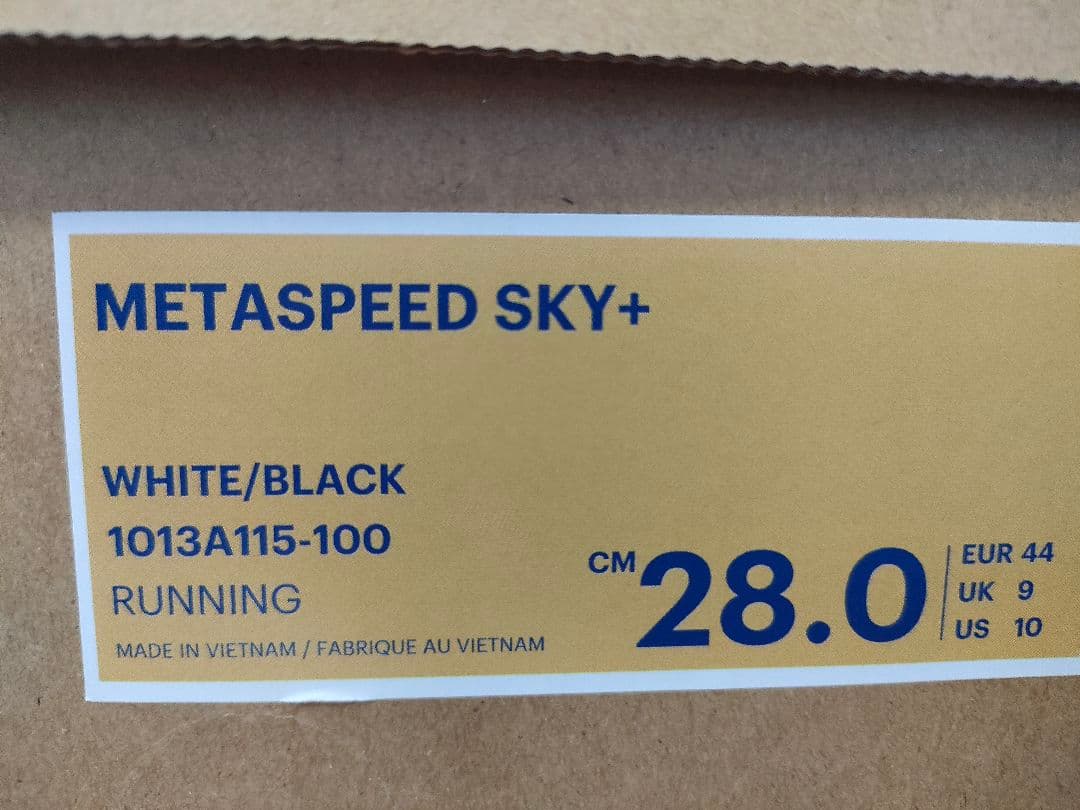 METASPEED SKY+
WHITE/BLACK
1013A115-100
RUNNING
MADE IN VIETNAM / FABRIQUE AU VIETNAM
CM 28.0
EUR 44
UK 9
US 10